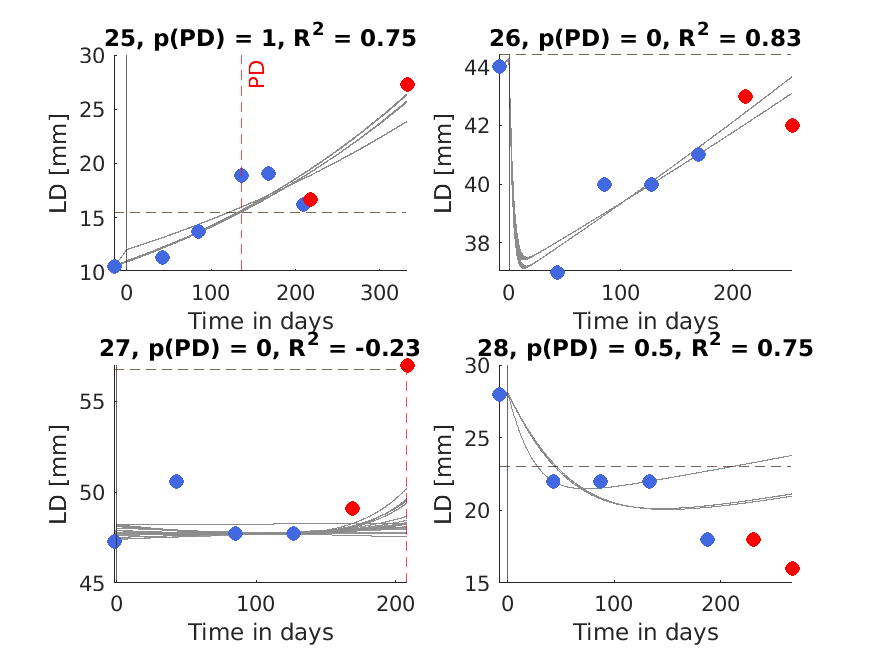 25, p(PD) = 1, R² = 0.75
30
25
20
15
10
LD [mm]
PD
0 100 200 300
Time in days
26, p(PD) = 0, R² = 0.83
44
42
40
38
LD [mm]
0 100 200
Time in days
27, p(PD) = 0, R² = -0.23
55
50
45
LD [mm]
0 100 200
Time in days
28, p(PD) = 0.5, R² = 0.75
30
25
20
15
LD [mm]
0 100 200
Time in days